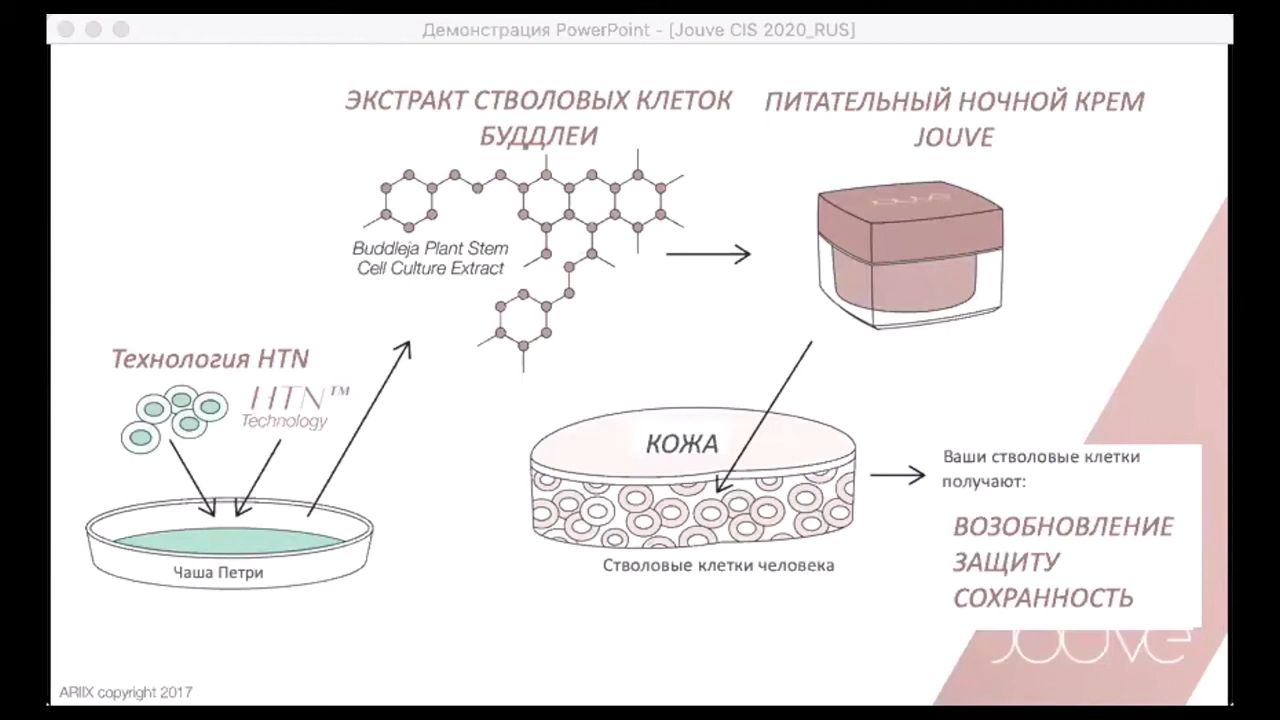 Демонстрация PowerPoint - [Jouve CIS 2020_RUS]
ЭКСТРАКТ СТВОЛОВЫХ КЛЕТОК
БУДДЛЕИ
ПИТАТЕЛЬНЫЙ НОЧНОЙ КРЕМ
JOUVE
JOUVE
Buddleja Plant Stem
Cell Culture Extract
Технология HTN
HTN™
Technology
Чаша Петри
КОЖА
Стволовые клетки человека
Ваши стволовые клетки
получают:
ВОЗОБНОВЛЕНИЕ
ЗАЩИТУ
СОХРАННОСТЬ
Jouve
ARIIX copyright 2017